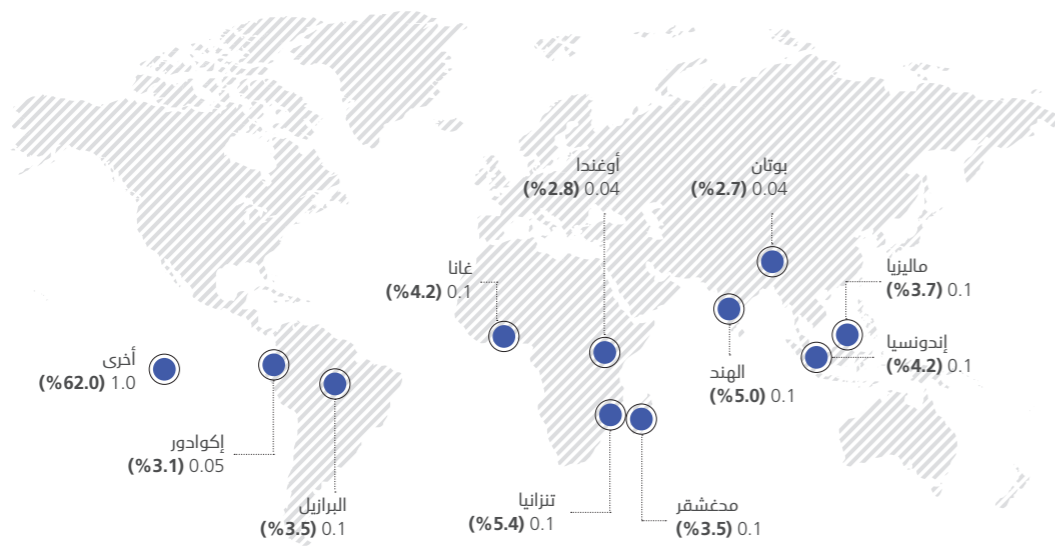 أوغندا
0.04 (%2.8)
بوتان
0.04 (%2.7)
غانا
0.1 (%4.2)
ماليزيا
0.1 (%3.7)
إندونسيا
0.1 (%4.2)
الهند
0.1 (%5.0)
أخرى
1.0 (%62.0)
إكوادور
0.05 (%3.1)
البرازيل
0.1 (%3.5)
تنزانيا
0.1 (%5.4)
مدغشقر
0.1 (%3.5)